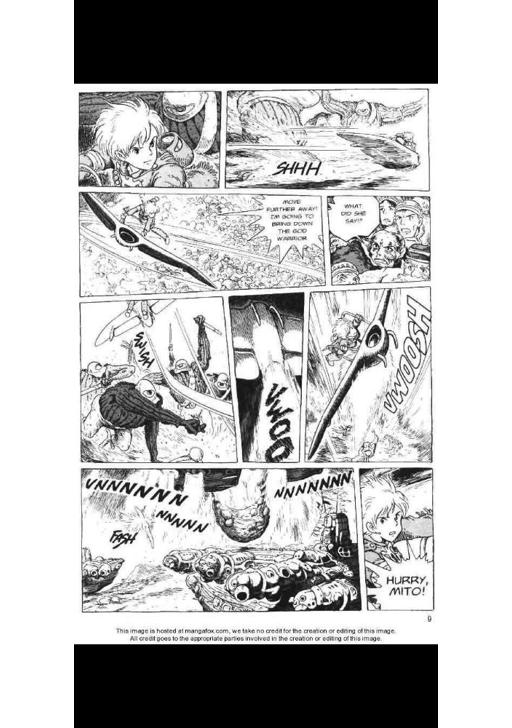 SHHH
MOVE
FURTHER AWAY!
I'M GOING TO
BRING DOWN
THE GOD
WARRIOR
WHAT
DID SHE
SAY!?
SWISH
VWOO
VWOOSH
VNNNNNN
NNNNN
NNNNNNN
FASH
HURRY,
MITO!
9
This image is hosted at mangafox.com, we take no credit for the creation or editing of this image.
All credit goes to the appropriate parties involved in the creation or editing of this image.